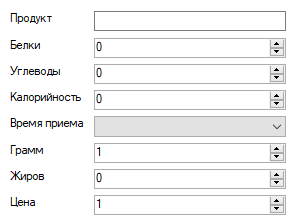 Продукт
Белки 0
Углеводы 0
Калорийность 0
Время приема
Грамм 1
Жиров 0
Цена 1